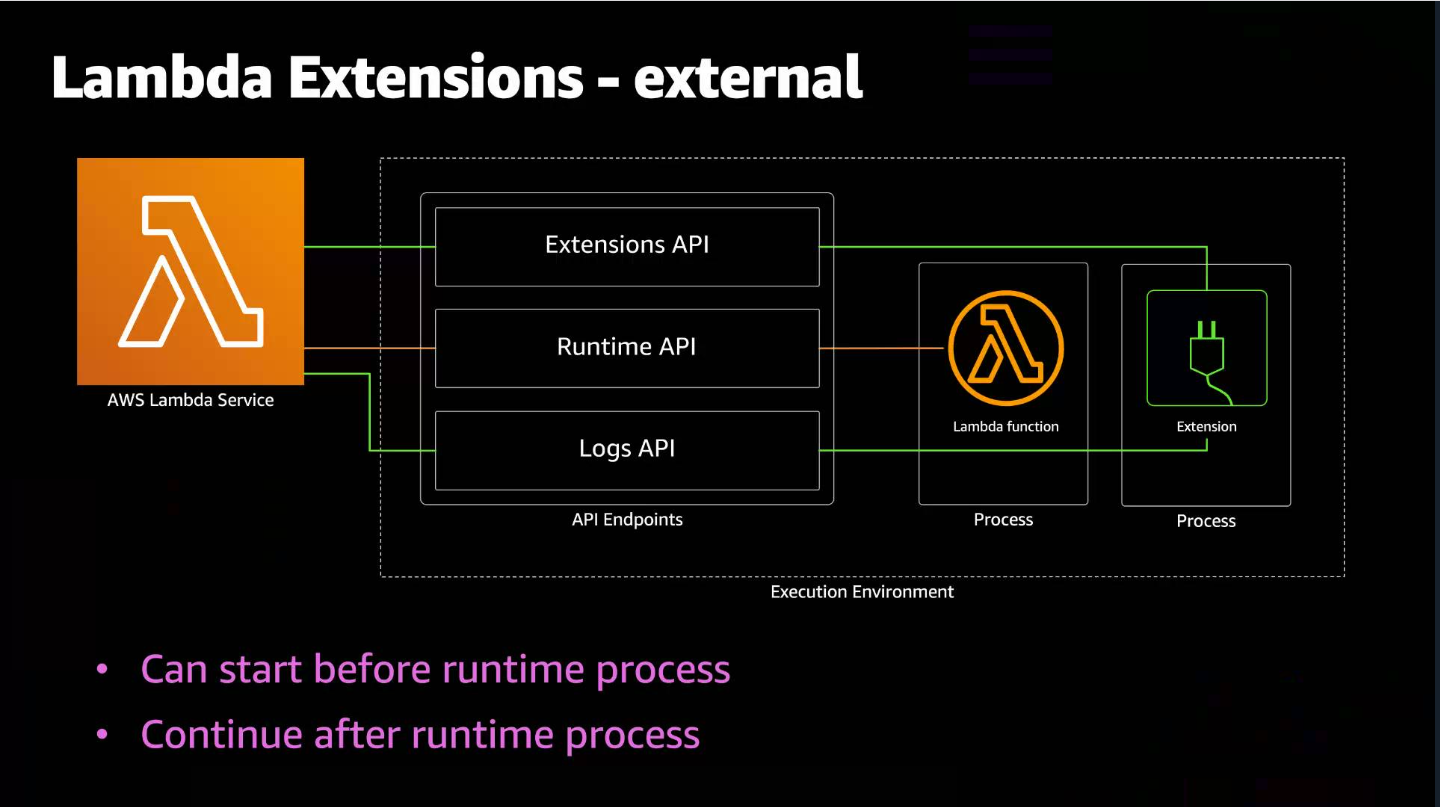 Lambda Extensions - external
Extensions API
Runtime API
AWS Lambda Service
Lambda function
Extension
Logs API
API Endpoints
Process
Process
Execution Environment
• Can start before runtime process
• Continue after runtime process